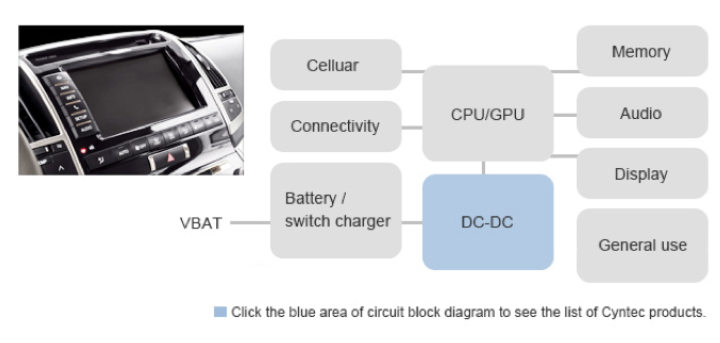 Celluar
Connectivity
Battery /
switch charger
VBAT
CPU/GPU
DC-DC
Memory
Audio
Display
General use
Click the blue area of circuit block diagram to see the list of Cyntec products.